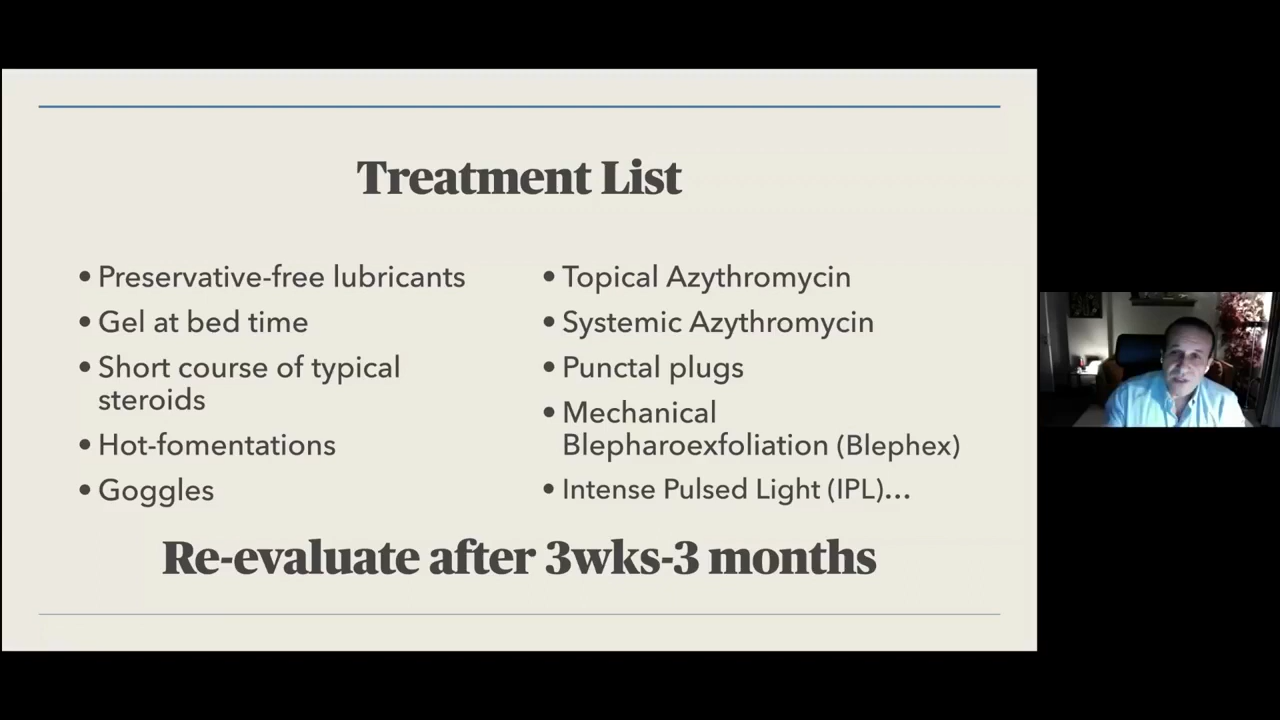 Treatment List
• Preservative-free lubricants
• Gel at bed time
• Short course of typical
steroids
• Hot-fomentations
• Goggles
• Topical Azythromycin
• Systemic Azythromycin
• Punctal plugs
• Mechanical
Blepharoexfoliation (Blephex)
• Intense Pulsed Light (IPL)...
Re-evaluate after 3wks-3 months